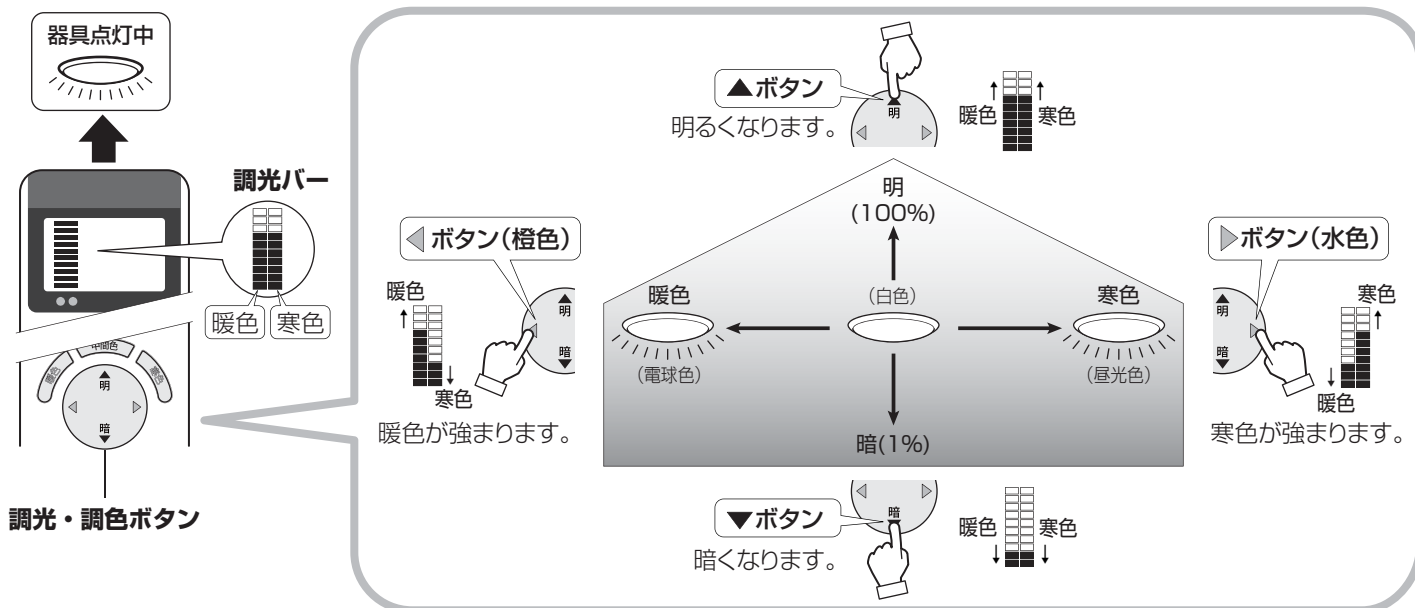 器具点灯中
調光バー
暖色
寒色
中間色
暖色
寒色
明
暗
調光・調色ボタン
▲ボタン
明るくなります。
明
暖色
寒色
◁ボタン(橙色)
暖色
寒色
明
暗
暖色が強まります。
明
(100%)
暖色
(電球色)
(白色)
寒色
(昼光色)
暗(1%)
▷ボタン(水色)
明
暗
寒色
暖色
寒色が強まります。
▼ボタン
暗くなります。
暗
暖色
寒色